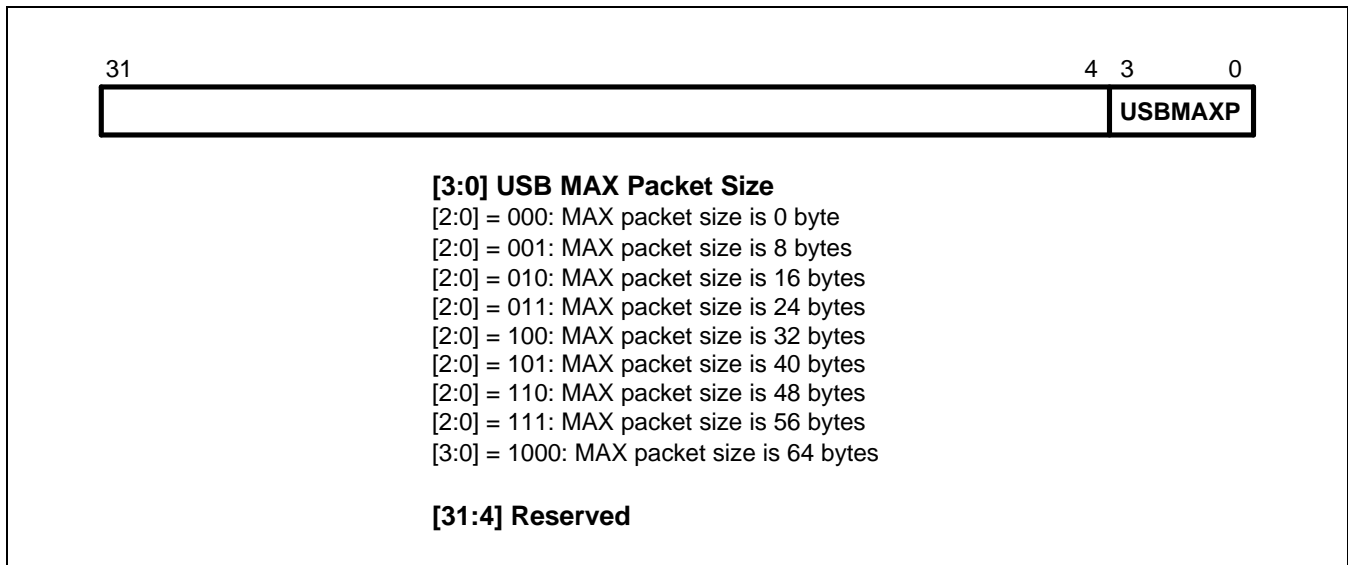 31 4 3 0
USBMAXP
[3:0] USB MAX Packet Size
[2:0] = 000: MAX packet size is 0 byte
[2:0] = 001: MAX packet size is 8 bytes
[2:0] = 010: MAX packet size is 16 bytes
[2:0] = 011: MAX packet size is 24 bytes
[2:0] = 100: MAX packet size is 32 bytes
[2:0] = 101: MAX packet size is 40 bytes
[2:0] = 110: MAX packet size is 48 bytes
[2:0] = 111: MAX packet size is 56 bytes
[3:0] = 1000: MAX packet size is 64 bytes
[31:4] Reserved